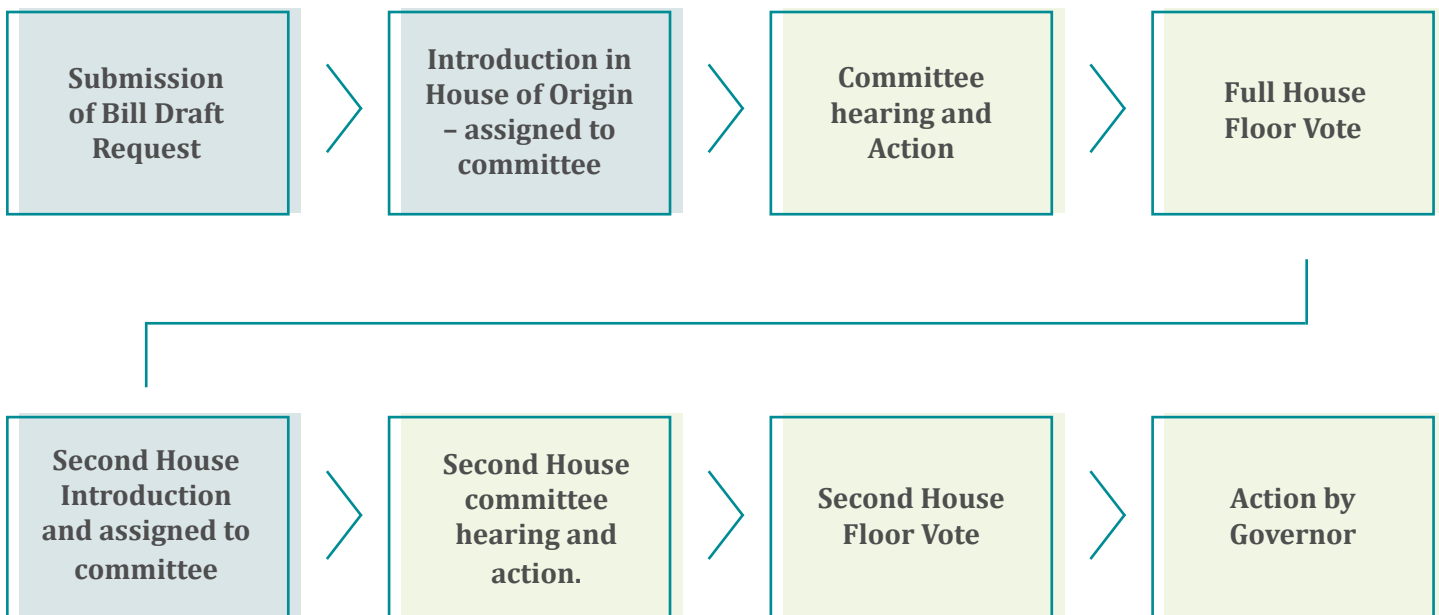 Submission
of Bill Draft
Request
Introduction in
House of Origin
– assigned to
committee
Committee
hearing and
Action
Full House
Floor Vote
Second House
Introduction
and assigned to
committee
Second House
committee
hearing and
action.
Second House
Floor Vote
Action by
Governor